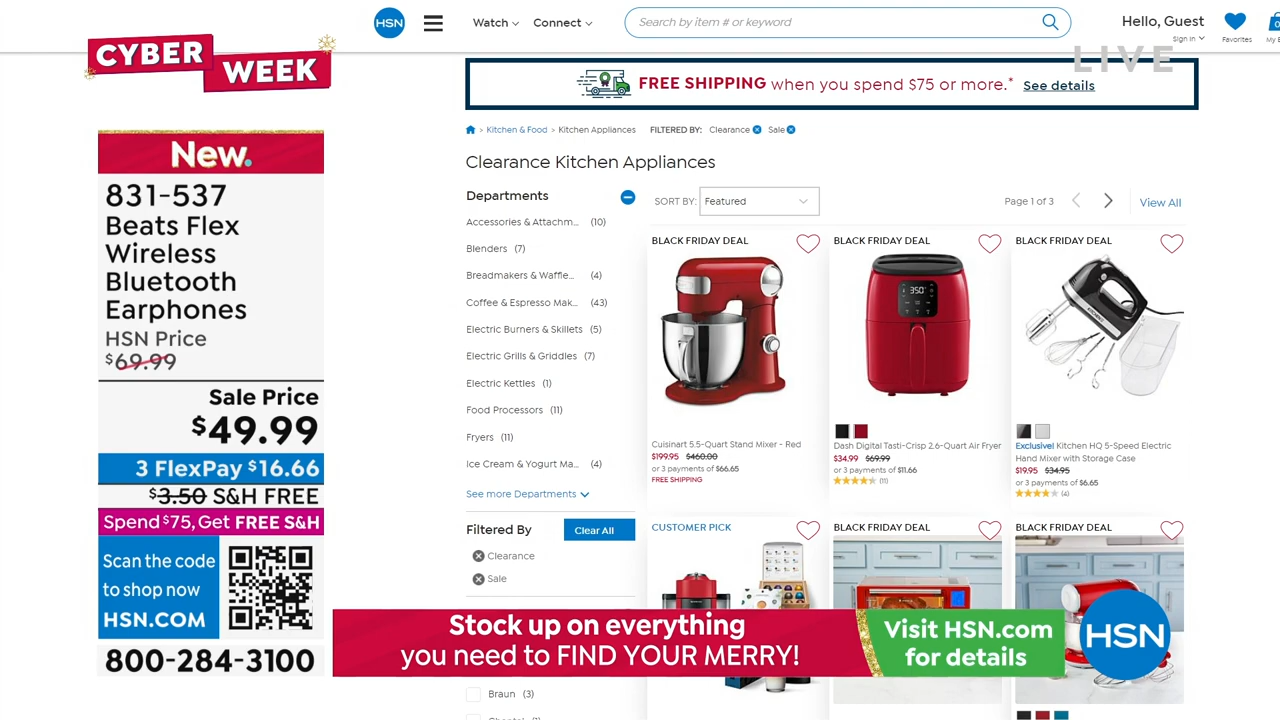 HSN
Watch
Connect
Search by item # or keyword
Hello, Guest
Sign In
Favorites
LIVE
CYBER
WEEK
FREE SHIPPING when you spend $75 or more.* See details
Kitchen & Food > Kitchen Appliances FILTERED BY: Clearance Sale
Clearance Kitchen Appliances
New.
831-537
Beats Flex
Wireless
Bluetooth
Earphones
HSN Price
$69.99
Sale Price
$49.99
3 FlexPay $16.66
$3.50 S&H FREE
Spend $75, Get FREE S&H
Scan the code
to shop now
HSN.COM
800-284-3100
Departments
Accessories & Attachm... (10)
Blenders (7)
Breadmakers & Waffle... (4)
Coffee & Espresso Mak... (43)
Electric Burners & Skillets (5)
Electric Grills & Griddles (7)
Electric Kettles (1)
Food Processors (11)
Fryers (11)
Ice Cream & Yogurt Ma... (4)
See more Departments
Filtered By
Clear All
Clearance
Sale
Braun (3)
SORT BY: Featured
Page 1 of 3
View All
BLACK FRIDAY DEAL
Cuisinart 5.5-Quart Stand Mixer - Red
$199.95 $460.00
or 3 payments of $66.65
FREE SHIPPING
BLACK FRIDAY DEAL
350°
Dash Digital Tasti-Crisp 2.6-Quart Air Fryer
$34.99 $69.99
or 3 payments of $11.66
(11)
BLACK FRIDAY DEAL
Exclusive! Kitchen HQ 5-Speed Electric
Hand Mixer with Storage Case
$19.95 $34.95
or 3 payments of $6.65
(4)
CUSTOMER PICK
BLACK FRIDAY DEAL
BLACK FRIDAY DEAL
Stock up on everything
you need to FIND YOUR MERRY!
Visit HSN.com
for details
HSN